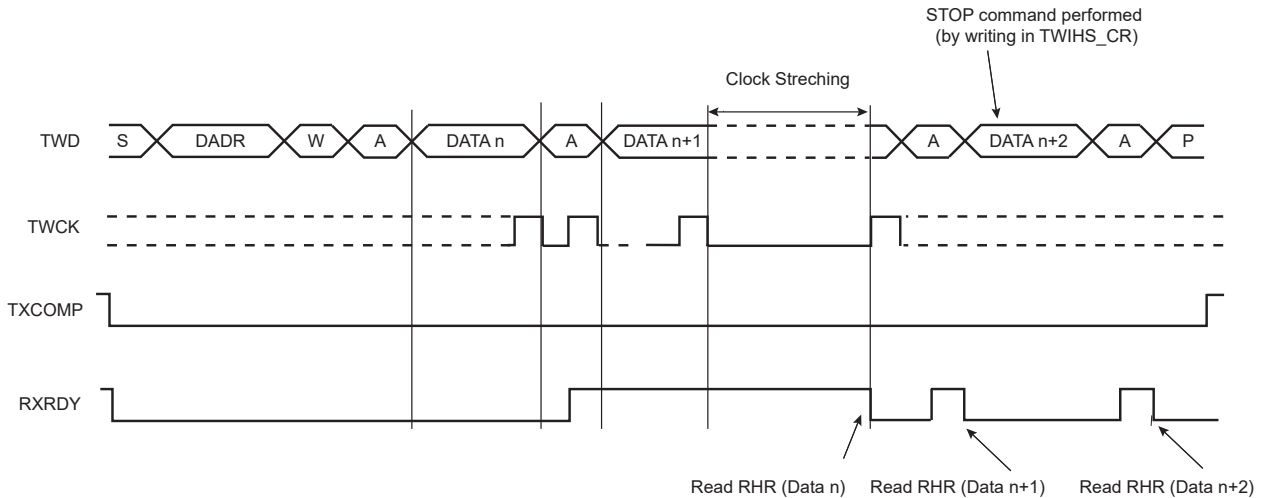 STOP command performed
(by writing in TWIHS_CR)
Clock Streching
TWD S DADR W A DATA n A DATA n+1 A DATA n+2 A P
TWCK
TXCOMP
RXRDY
Read RHR (Data n) Read RHR (Data n+1) Read RHR (Data n+2)